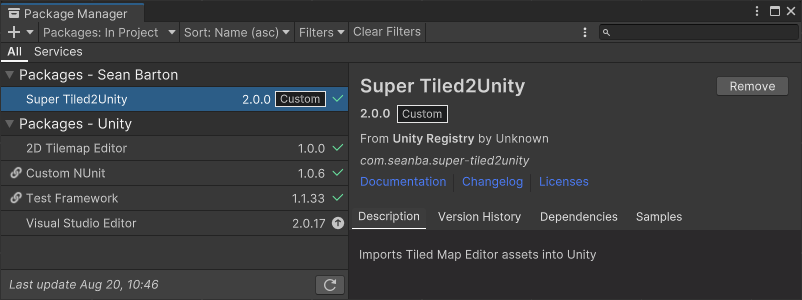 Package Manager
Packages: In Project Sort: Name (asc) Filters Clear Filters
All Services
Packages - Sean Barton
Super Tiled2Unity 2.0.0 Custom
Packages - Unity
2D Tilemap Editor 1.0.0
Custom NUnit 1.0.6
Test Framework 1.1.33
Visual Studio Editor 2.0.17
Last update Aug 20, 10:46
Super Tiled2Unity Remove
2.0.0 Custom
From Unity Registry by Unknown
com.seanba.super-tiled2unity
Documentation Changelog Licenses
Description Version History Dependencies Samples
Imports Tiled Map Editor assets into Unity